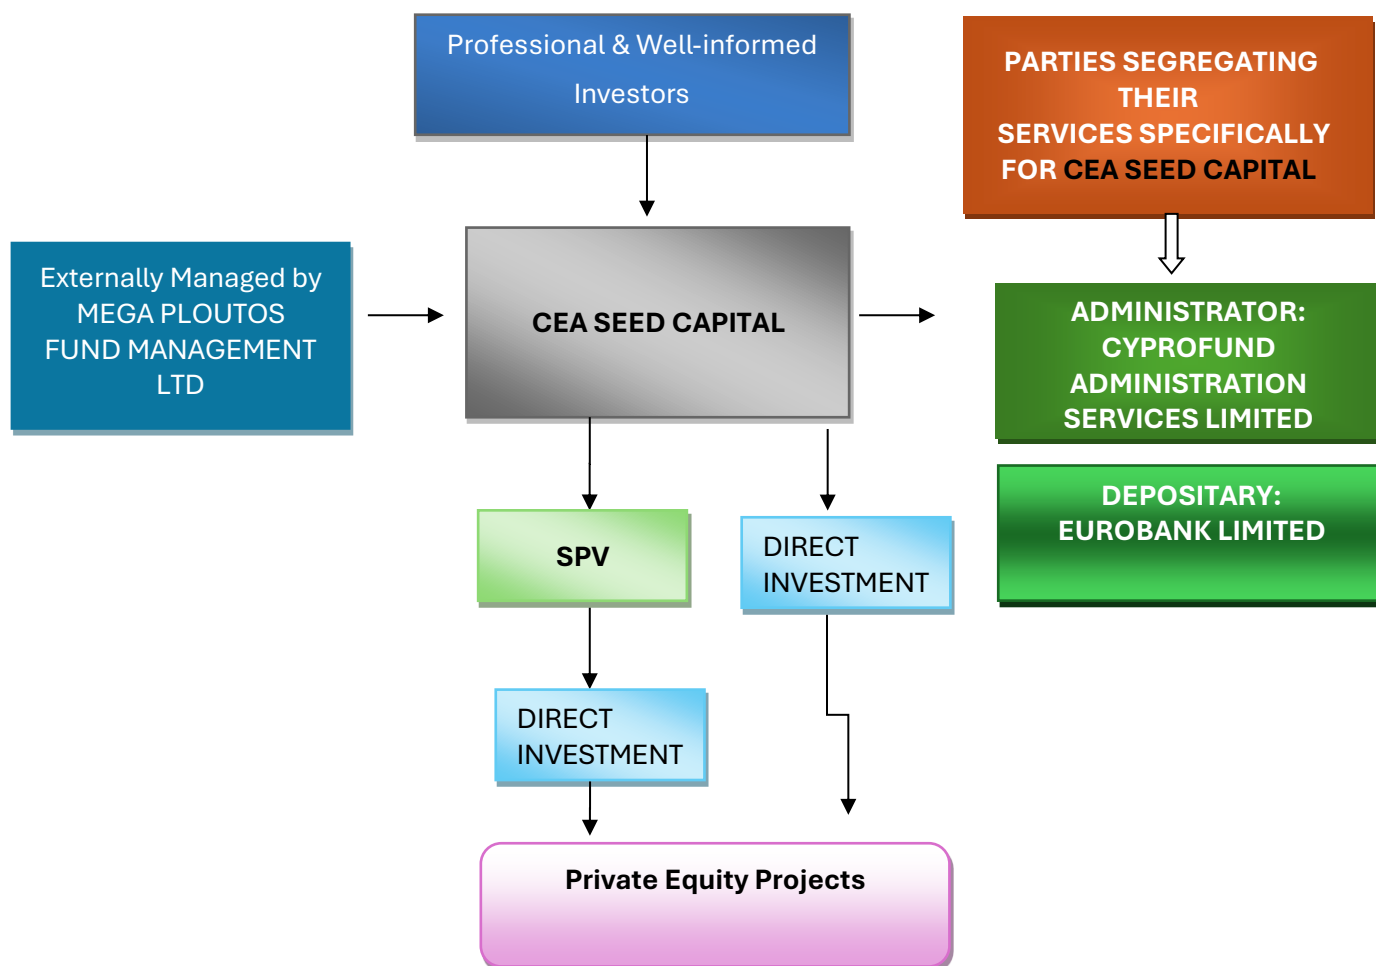 Professional & Well-informed
Investors
PARTIES SEGREGATING
THEIR
SERVICES SPECIFICALLY
FOR CEA SEED CAPITAL
Externally Managed by
MEGA PLOUTOS
FUND MANAGEMENT
LTD
CEA SEED CAPITAL
ADMINISTRATOR:
CYPROFUND
ADMINISTRATION
SERVICES LIMITED
DEPOSITARY:
EUROBANK LIMITED
SPV
DIRECT
INVESTMENT
DIRECT
INVESTMENT
Private Equity Projects